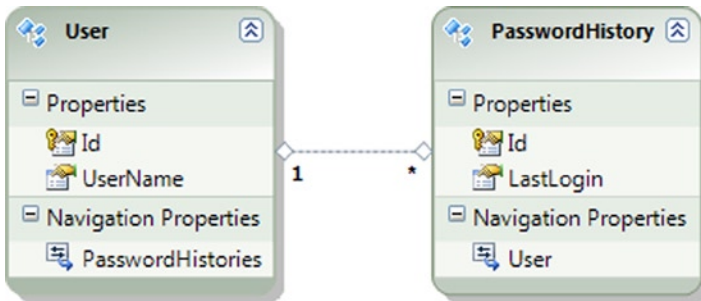 User
Properties
Id
UserName
Navigation Properties
PasswordHistories
1
*
PasswordHistory
Properties
Id
LastLogin
Navigation Properties
User